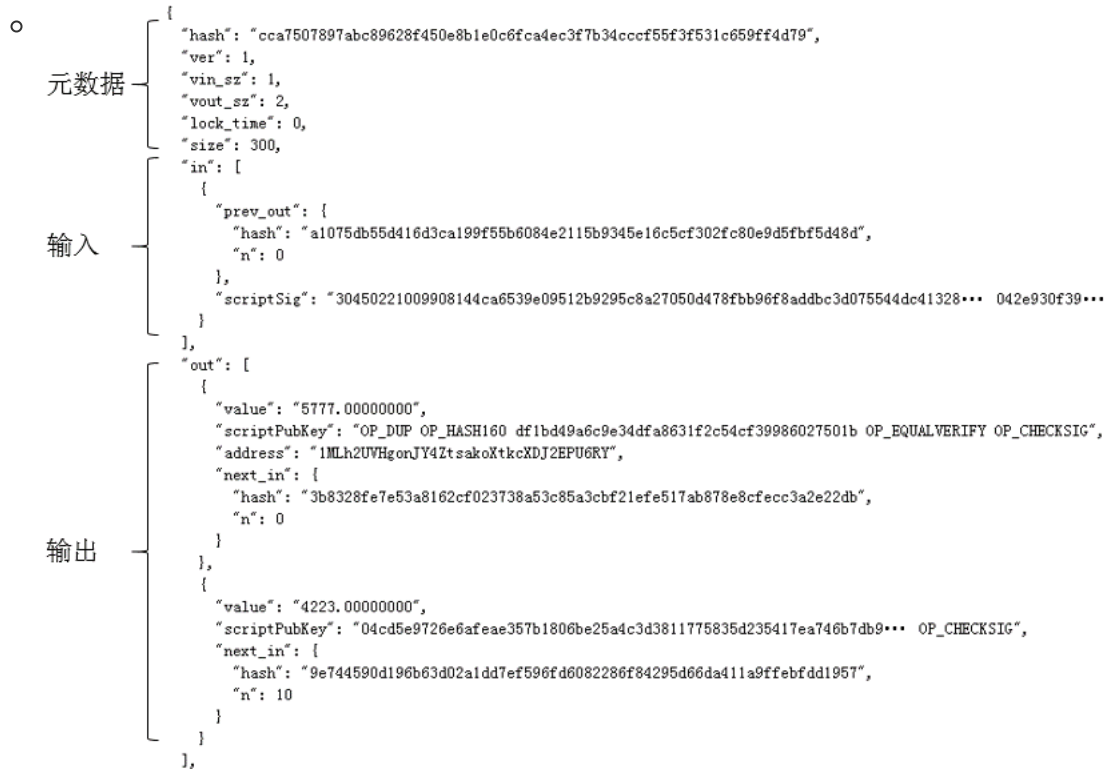 。
{
"hash": "cca7507897abc89628f450e8b1e0c6fca4ec3f7b34cccf55f3f531c659ff4d79",
"ver": 1,
元数据
"vin_sz": 1,
"vout_sz": 2,
"lock_time": 0,
"size": 300,
"in": [
{
"prev_out": {
输入
"hash": "a1075db55d416d3ca199f55b6084e2115b9345e16c5cf302fc80e9d5fbf5d48d",
"n": 0
},
"scriptSig": "30450221009908144ca6539e09512b9295c8a27050d478fbb96f8addbc3d075544dc41328••• 042e930f39•••
}
],
"out": [
{
"value": "5777.00000000",
"scriptPubKey": "OP_DUP OP_HASH160 df1bd49a6c9e34dfa8631f2c54cf39986027501b OP_EQUALVERIFY OP_CHECKSIG",
"address": "1MLh2UVHgonJY4ZtsakoXtkcXDJ2EPU6RY",
"next_in": {
"hash": "3b8328fe7e53a8162cf023738a53c85a3cbf21efe517ab878e8cfecc3a2e22db",
"n": 0
}
输出
},
{
"value": "4223.00000000",
"scriptPubKey": "04cd5e9726e6afeae357b1806be25a4c3d3811775835d235417ea746b7db9••• OP_CHECKSIG",
"next_in": {
"hash": "9e744590d196b63d02a1dd7ef596fd6082286f84295d66da411a9ffebfdd1957",
"n": 10
}
}
],